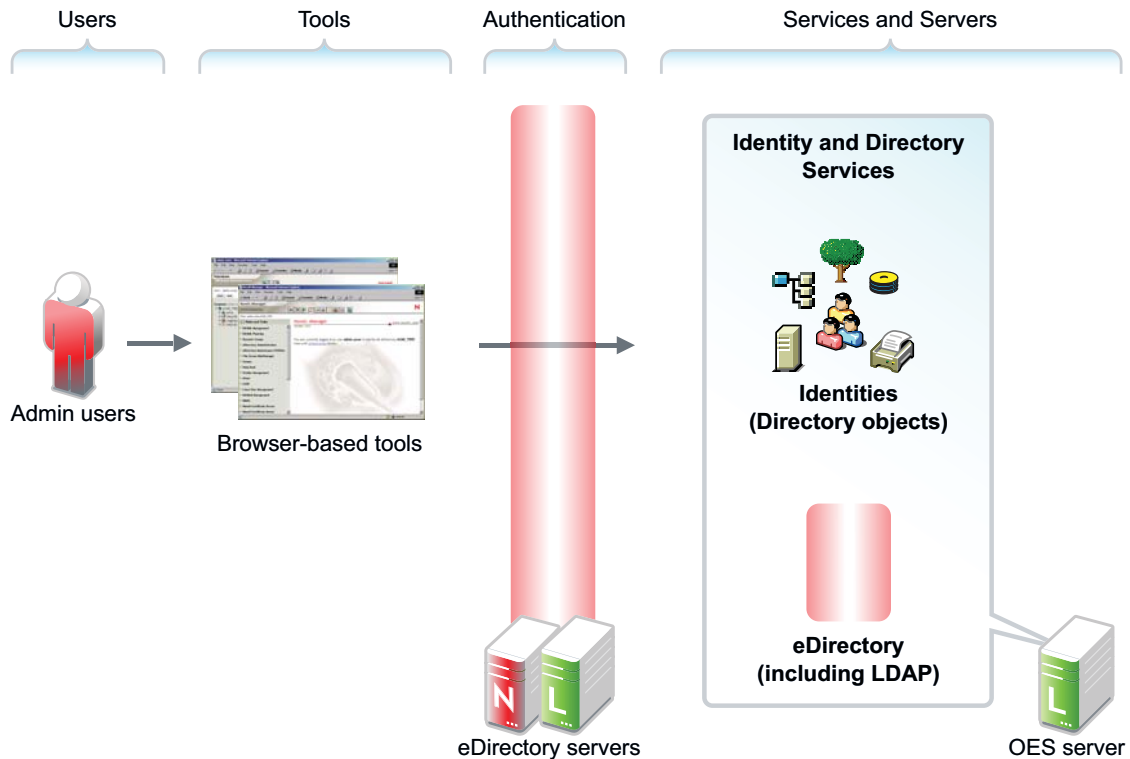 Users
Tools
Authentication
Services and Servers
Identity and Directory
Services
Identities
(Directory objects)
Admin users
Browser-based tools
N
L
eDirectory servers
eDirectory
(including LDAP)
L
OES server